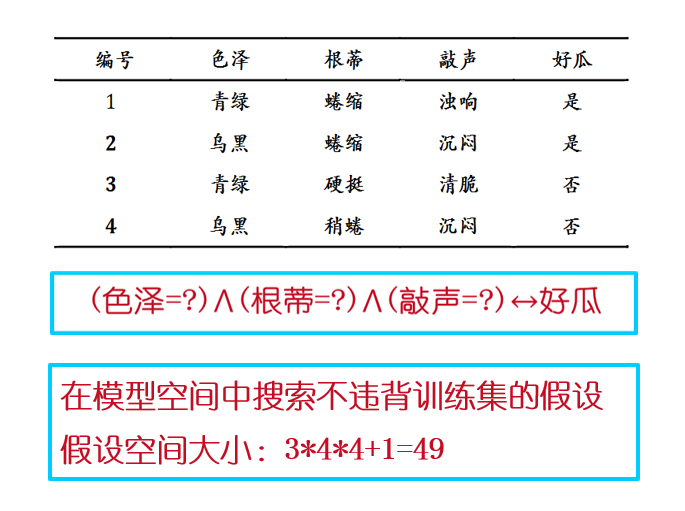 编号 色泽 根蒂 敲声 好瓜
1 青绿 蜷缩 浊响 是
2 乌黑 蜷缩 沉闷 是
3 青绿 硬挺 清脆 否
4 乌黑 稍蜷 沉闷 否
(色泽=?)∧(根蒂=?)∧(敲声=?)↔好瓜
在模型空间中搜索不违背训练集的假设
假设空间大小：3*4*4+1=49